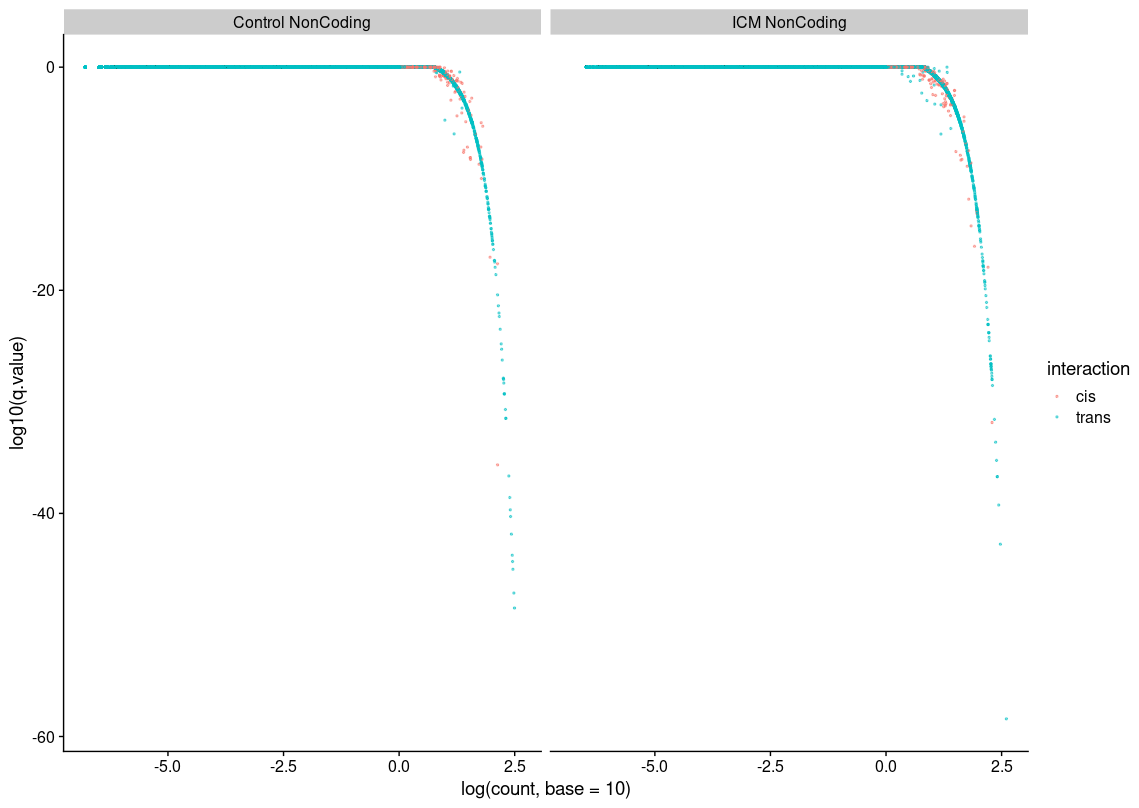 Control NonCoding
ICM NonCoding
0
-20
-40
-60
log10(q.value)
-5.0
-2.5
0.0
2.5
-5.0
-2.5
0.0
2.5
log(count, base = 10)
interaction
cis
trans